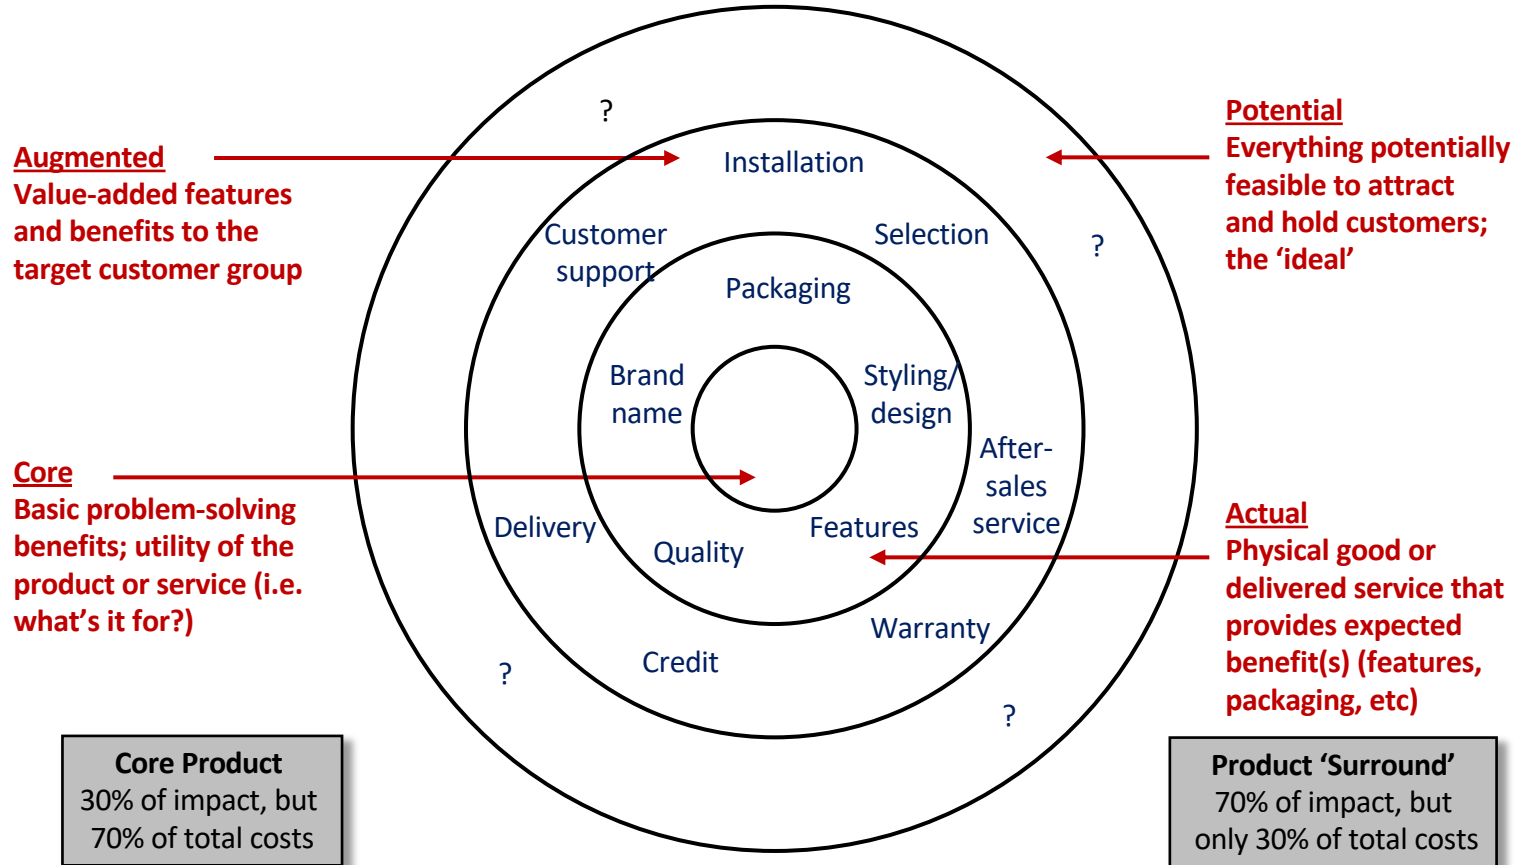 ?
Augmented
Value-added features
and benefits to the
target customer group
Potential
Everything potentially
feasible to attract
and hold customers;
the ‘ideal’
Installation
Customer
support
Selection
?
Packaging
Brand
name
Styling/
design
After-
sales
service
Core
Basic problem-solving
benefits; utility of the
product or service (i.e.
what’s it for?)
Delivery
Quality
Features
Actual
Physical good or
delivered service that
provides expected
benefit(s) (features,
packaging, etc)
Warranty
Credit
?
?
Core Product
30% of impact, but
70% of total costs
Product ‘Surround’
70% of impact, but
only 30% of total costs